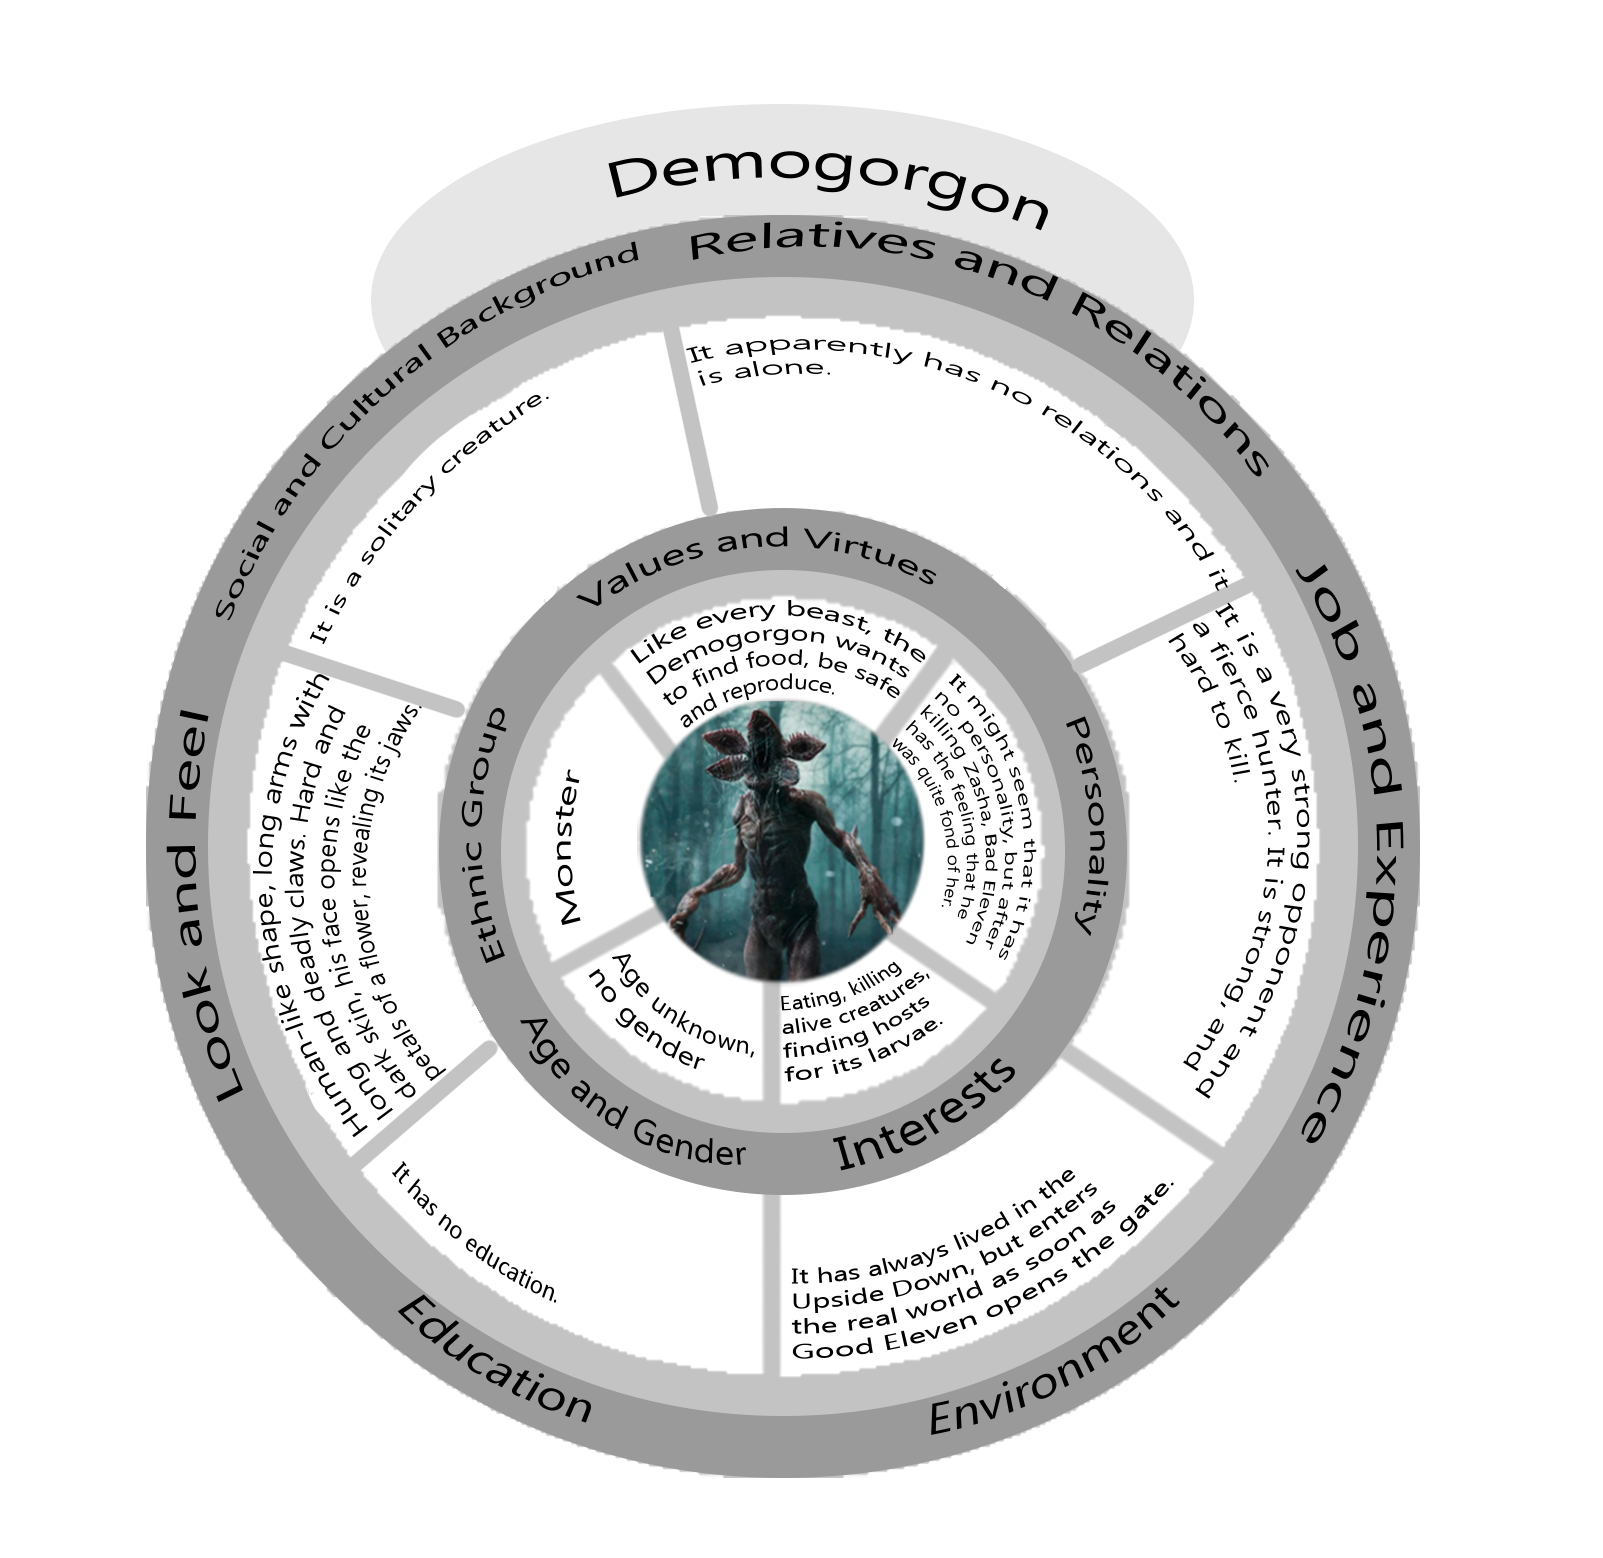 Demogorgon
Relatives and Relations
It apparently has no relations and it
is alone.
Job and Experience
It is a very strong opponent and
a fierce hunter. It is strong, and
hard to kill.
Environment
It has always lived in the
Upside Down, but enters
the real world as soon as
Good Eleven opens the gate.
Education
It has no education.
Look and Feel
Human-like shape, long arms with
long and deadly claws. Hard and
dark skin, his face opens like the
petals of a flower, revealing its jaws.
Social and Cultural Background
It is a solitary creature.
Values and Virtues
Like every beast, the
Demogorgon wants
to find food, be safe
and reproduce.
Personality
It might seem that it has
no personality, but after
killing Zasha, Bad Eleven
has the feeling that he
was quite fond of her.
Interests
Eating, killing
alive creatures,
finding hosts
for its larvae.
Age and Gender
Age unknown,
no gender
Ethnic Group
Monster